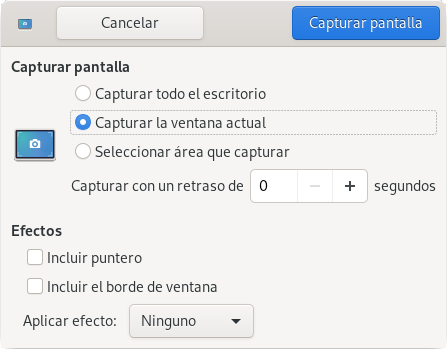 Cancelar Capturar pantalla
Capturar pantalla
Capturar todo el escritorio
Capturar la ventana actual
Seleccionar área que capturar
Capturar con un retraso de 0 − + segundos
Efectos
Incluir puntero
Incluir el borde de ventana
Aplicar efecto: Ninguno